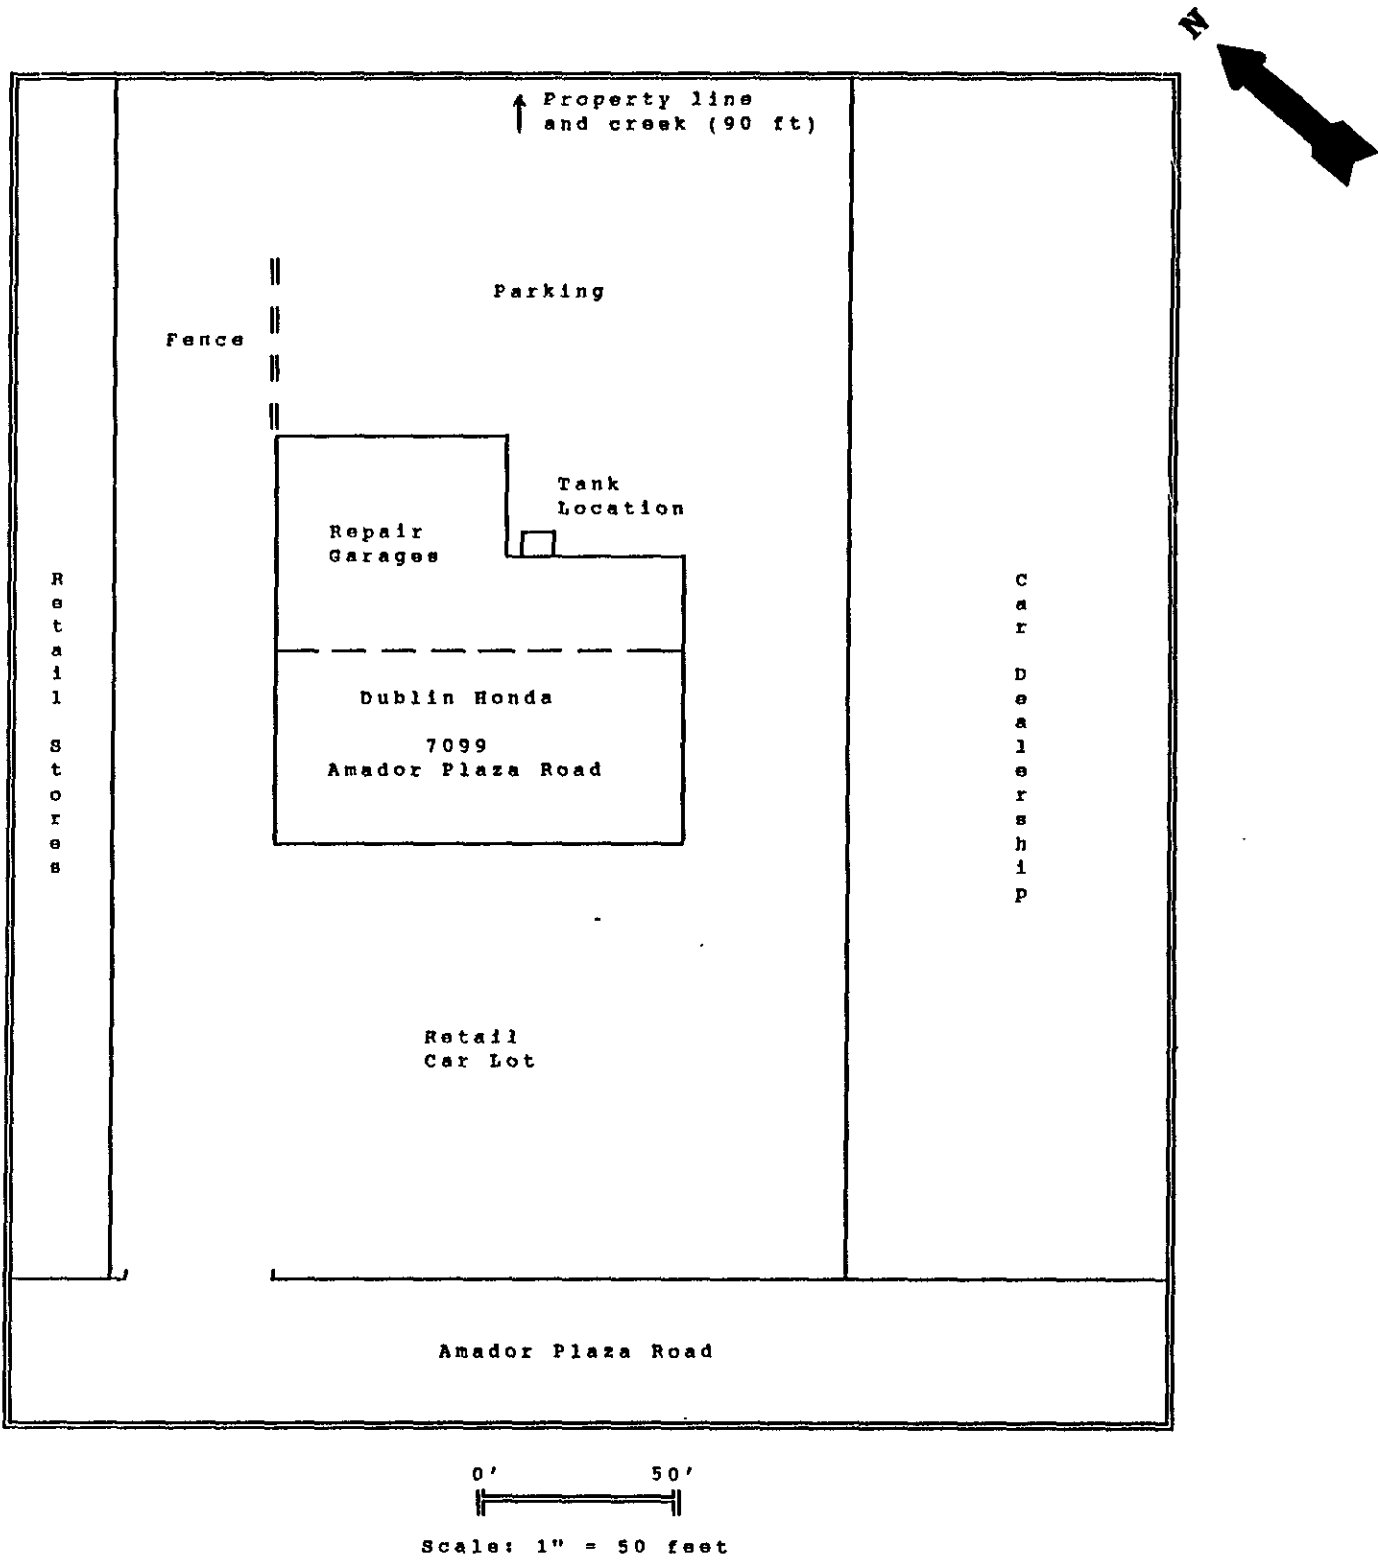 N
Property line
and creek (90 ft)
Parking
Fence
Tank
Location
Repair
Garages
Retail Stores
Car Dealership
Dublin Honda
7099
Amador Plaza Road
Retail
Car Lot
Amador Plaza Road
0' 50'
Scale: 1" = 50 feet